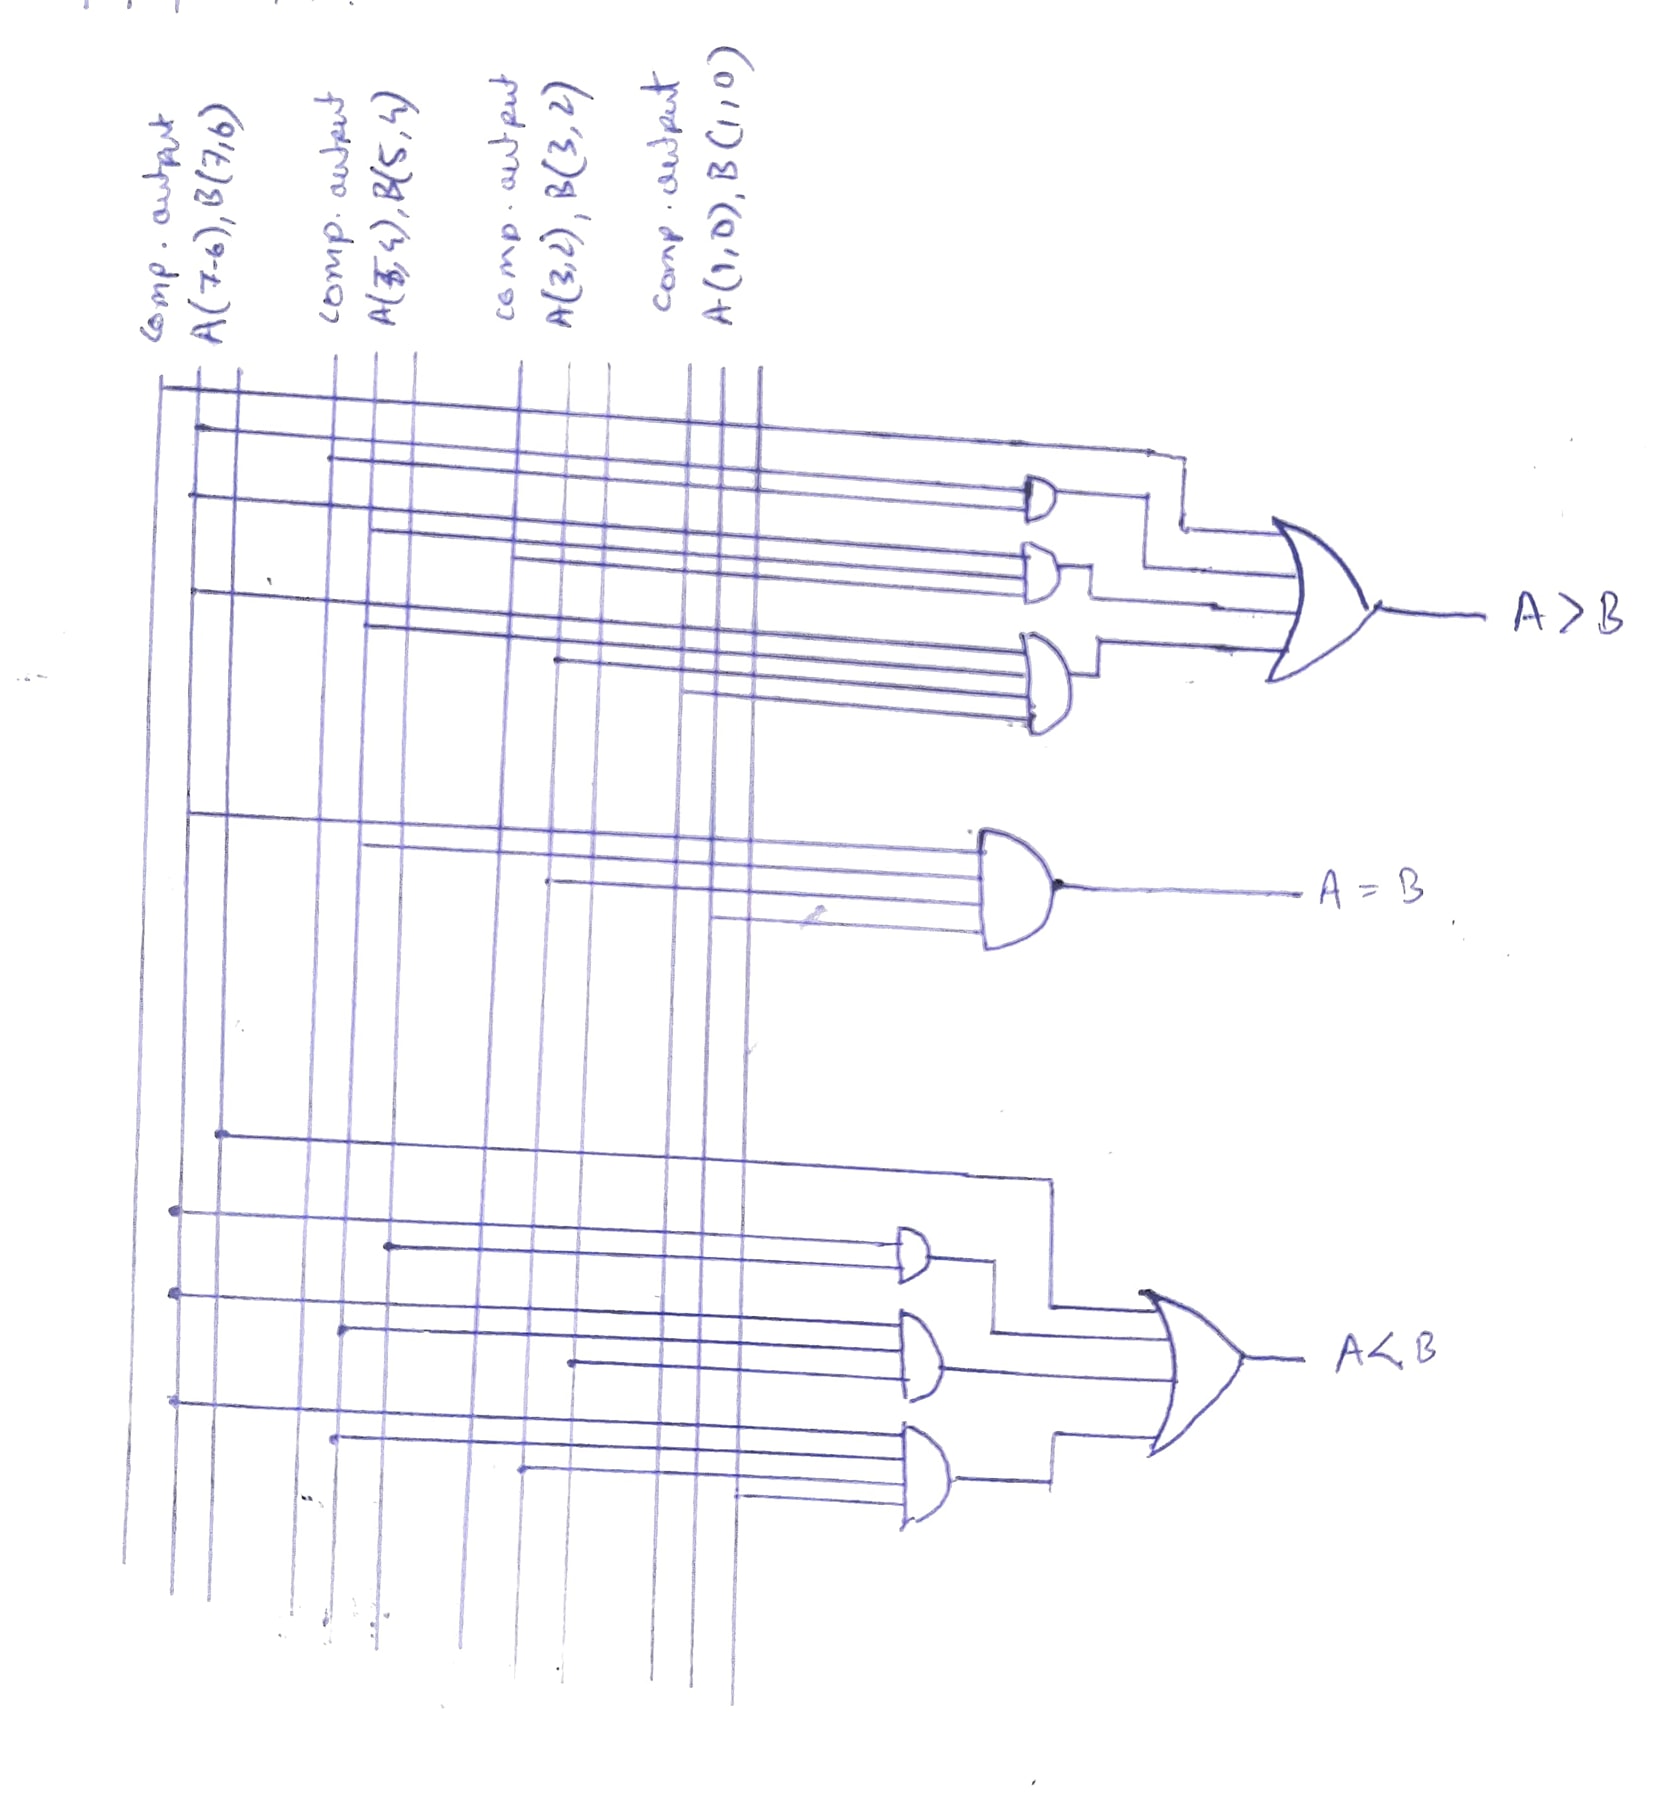 Comp. output
A(7-6), B(7,6)
Comp. output
A(5,4), B(5,4)
Comp. output
A(3,2), B(3,2)
Comp. output
A(1,0), B(1,0)
A > B
A = B
A < B